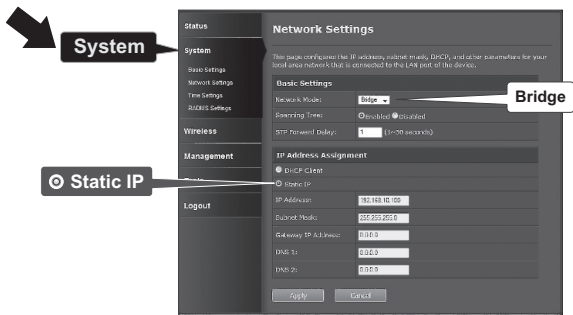 Status
System
Basic Settings
Network Settings
Time Settings
RADIUS Settings
Wireless
Management
Logout
System
Static IP
Bridge
Network Settings
This page configures the IP address, subnet mask, DHCP, and other parameters for your
local area network that is connected to the LAN port of the device.
Basic Settings
Network Mode: Bridge
Spanning Tree: Enabled Disabled
STP Forward Delay: 1 (1~30 seconds)
IP Address Assignment
DHCP Client
Static IP
IP Address: 192.168.10.100
Subnet Mask: 255.255.255.0
Gateway IP Address: 0.0.0.0
DNS 1: 0.0.0.0
DNS 2: 0.0.0.0
Apply Cancel